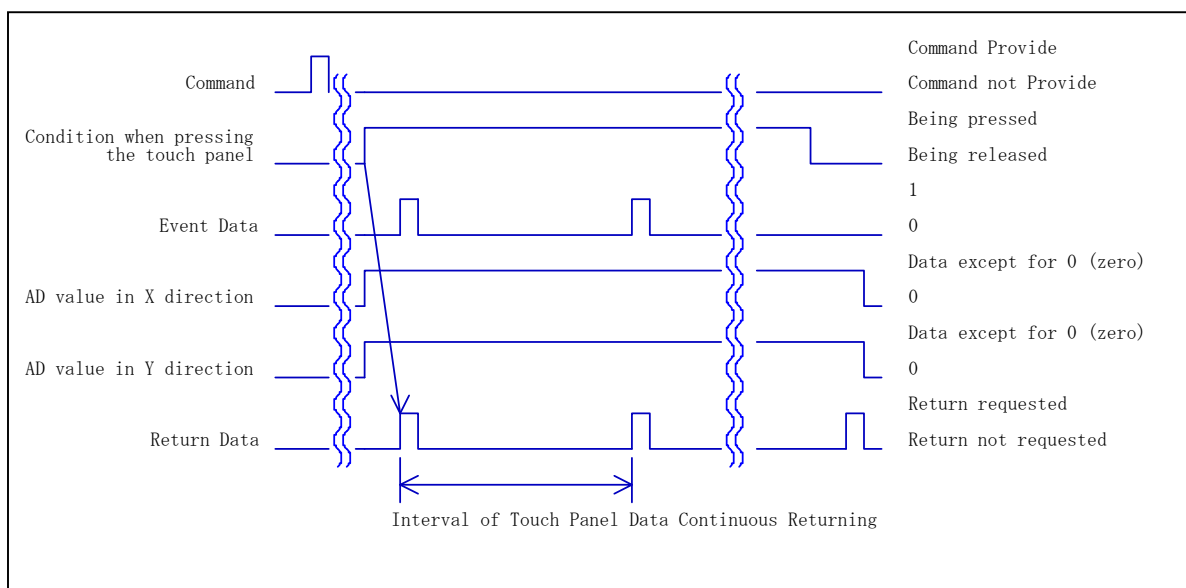 Command Provide
Command
Command not Provide
Condition when pressing
the touch panel
Being pressed
Being released
1
Event Data
0
Data except for 0 (zero)
AD value in X direction
0
Data except for 0 (zero)
AD value in Y direction
0
Return requested
Return Data
Return not requested
Interval of Touch Panel Data Continuous Returning